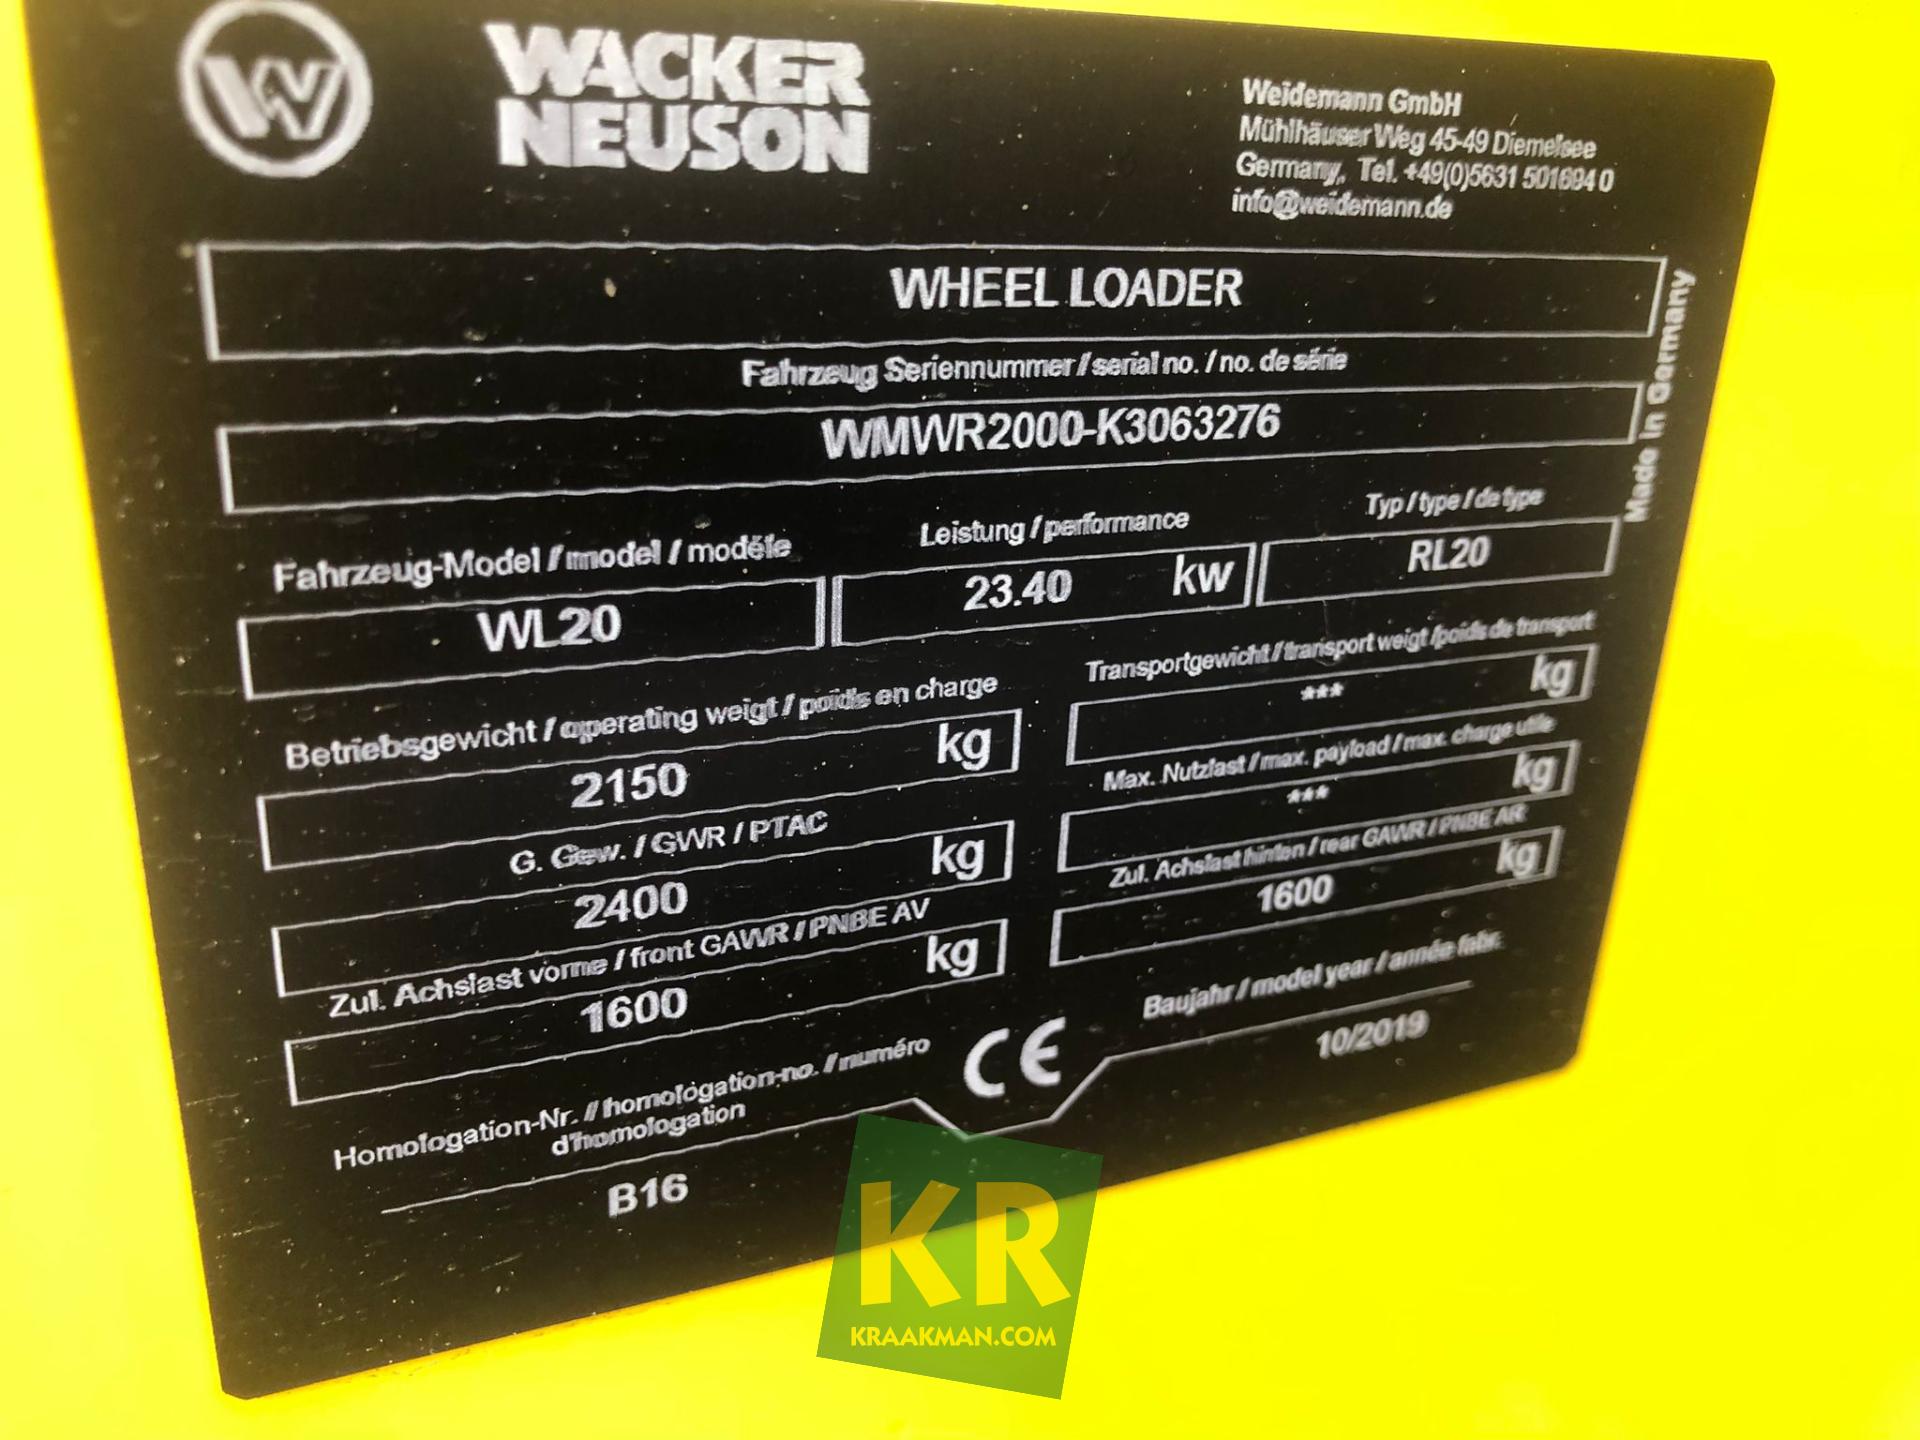 WACKER
NEUSON
Weidemann GmbH
Mühlhäuser Weg 45-49 Diemelsee
Germany, Tel. +49(0)5631 501694 0
info@weidemann.de
WHEEL LOADER
Made in Germany
Fahrzeug Seriennummer / serial no. / no. de série
WMWR2000-K3063276
Fahrzeug-Model / model / modéle
Leistung / performance
Typ / type / de type
WL20
23.40 kw
RL20
Betriebsgewicht / operating weigt / poids en charge
Transportgewicht / transport weigt /poids de transport
2150 kg
*** kg
G. Gew. / GWR / PTAC
Max. Nutzlast / max. payload / max. charge utile
2400 kg
*** kg
Zul. Achslast vorne / front GAWR / PNBE AV
Zul. Achslast hinten / rear GAWR / PNBE AR
1600 kg
1600 kg
Homologation-Nr. / homologation-no. / numéro
d'homologation
CE
Baujahr / model year / année fabr.
B16
10/2019
KR
KRAAKMAN.COM